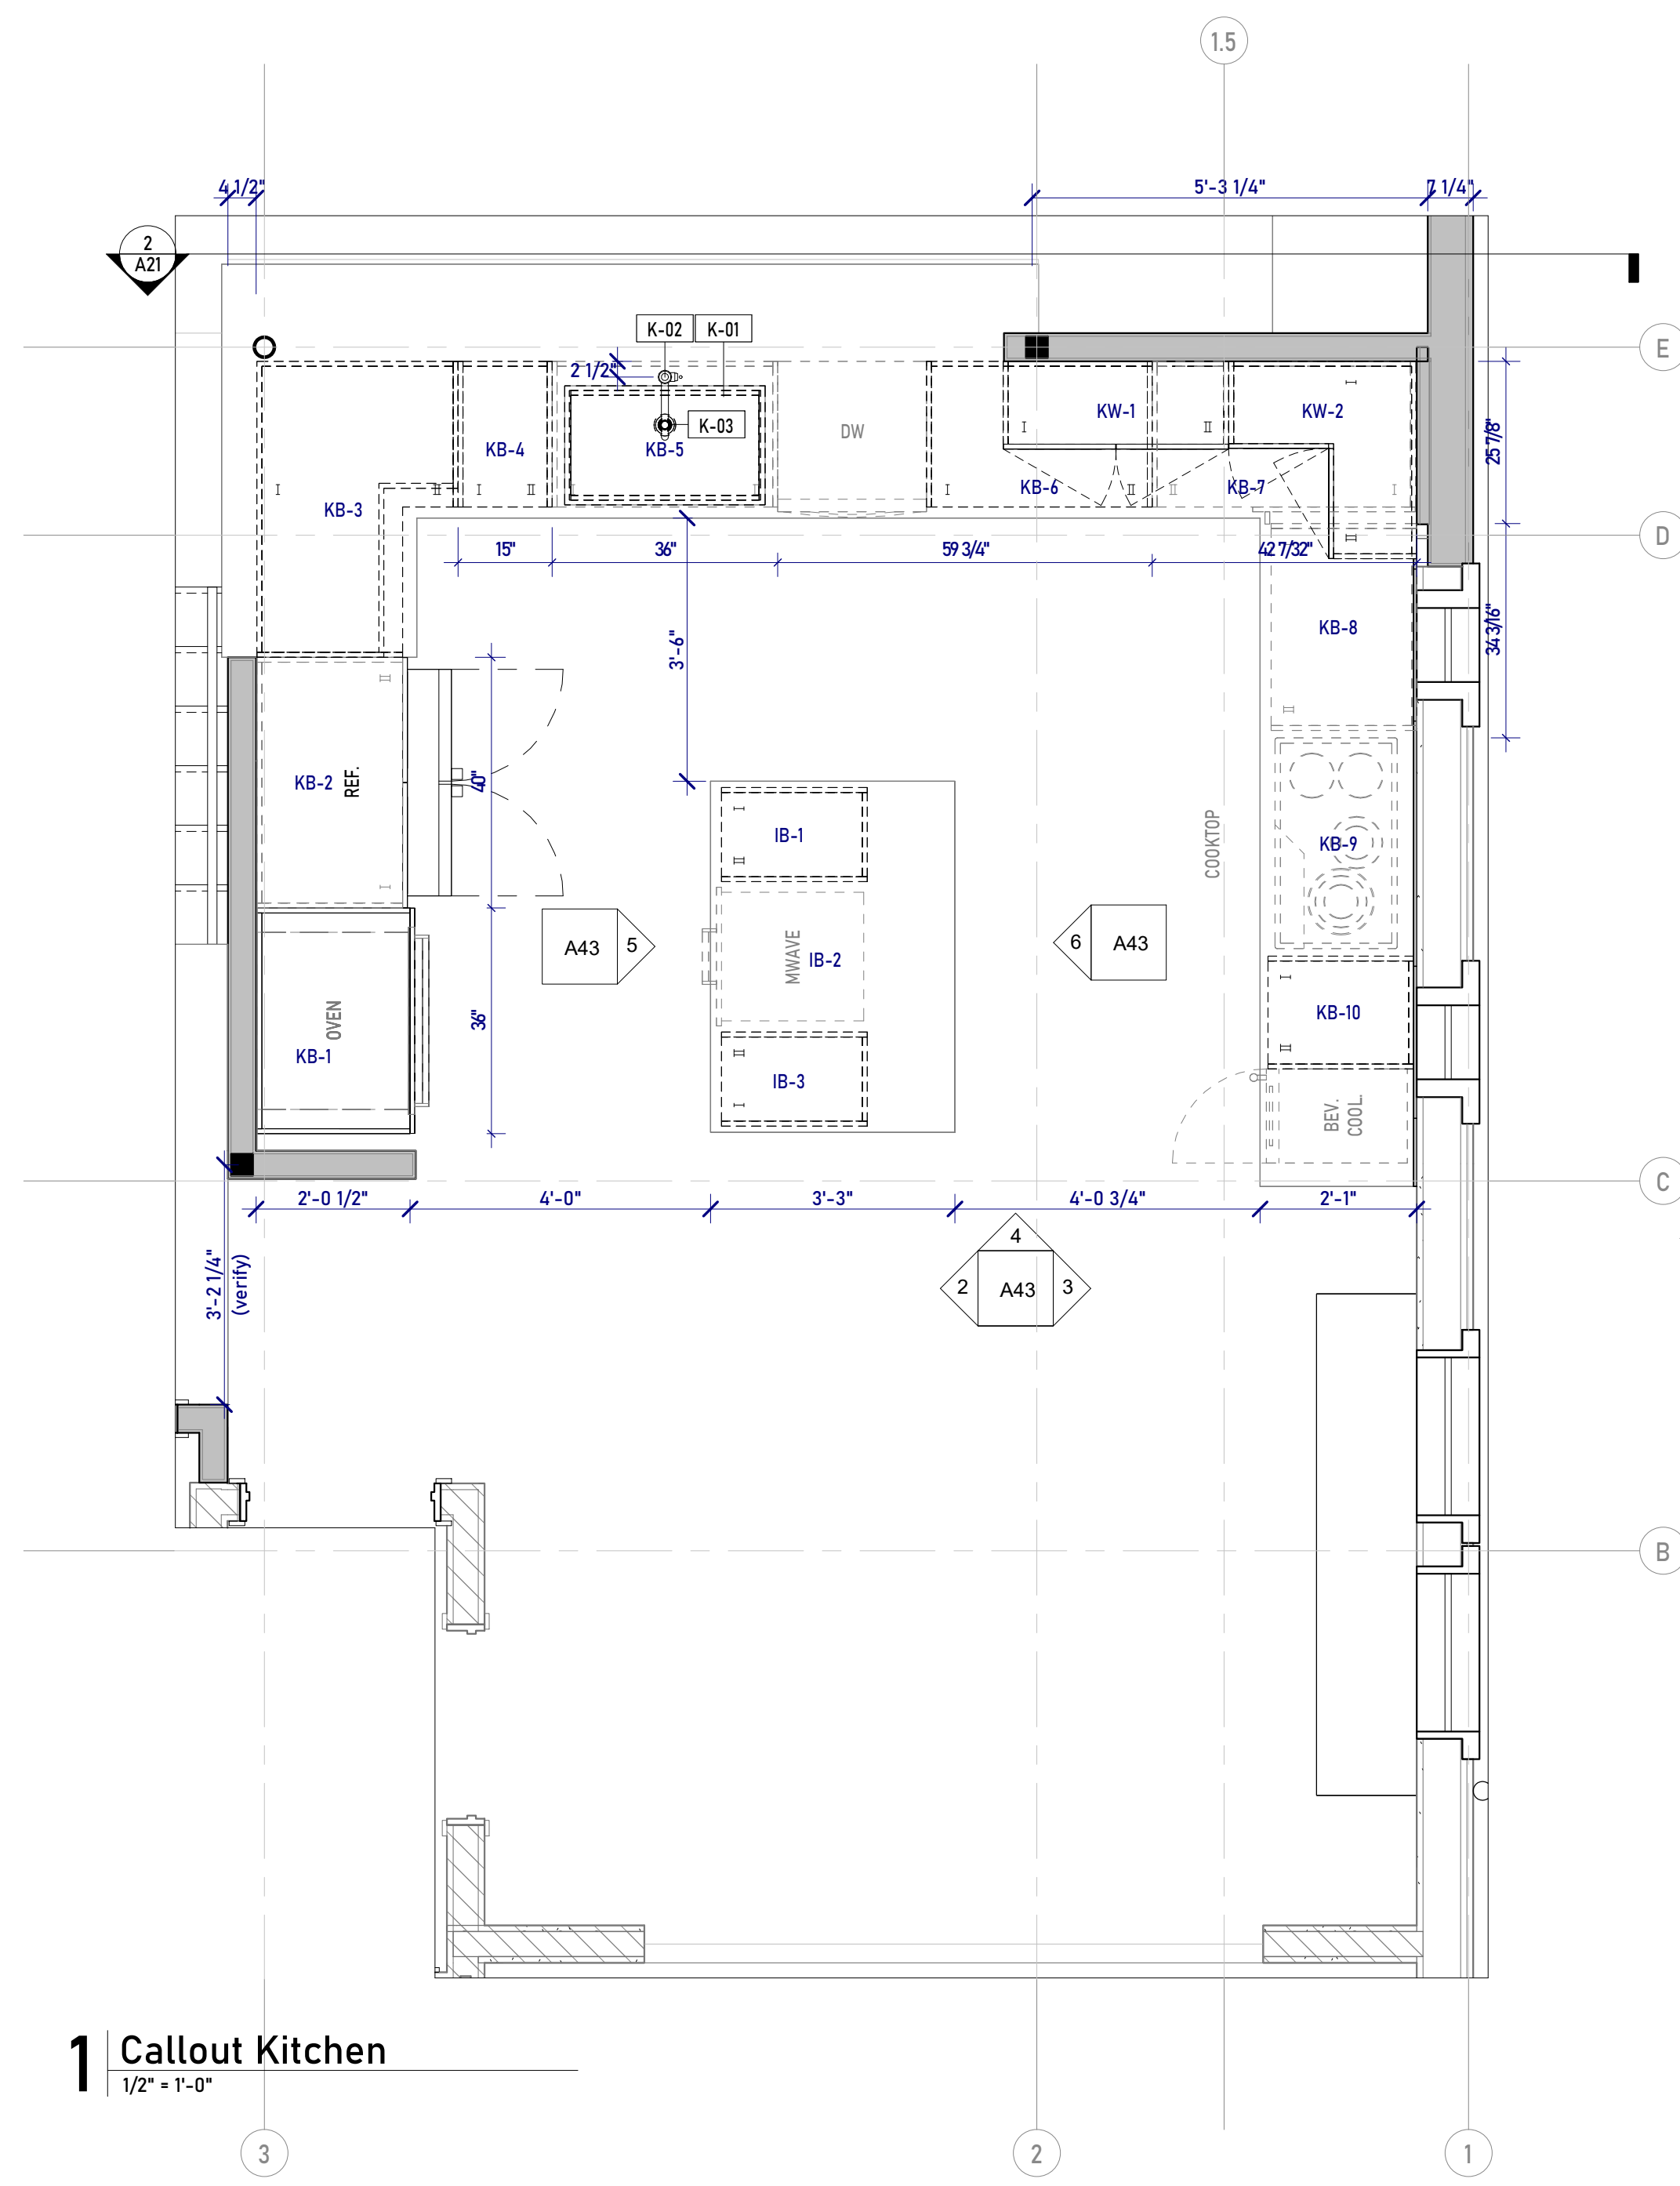 1.5
4 1/2"
5'-3 1/4"
7 1/4"
2
A21
K-02
K-01
E
2 1/2"
K-03
KW-1
KW-2
DW
25 7/8"
KB-4
KB-5
KB-6
KB-7
KB-3
D
15"
36"
59 3/4"
42 7/32"
3'-6"
KB-8
34 3/16"
KB-2
REF.
40"
IB-1
COOKTOP
KB-9
A43
5
MWAVE
IB-2
6
A43
OVEN
KB-1
36"
KB-10
IB-3
BEV.
COOL.
C
2'-0 1/2"
4'-0"
3'-3"
4'-0 3/4"
2'-1"
3'-2 1/4"
(verify)
4
2
A43
3
B
1
Callout Kitchen
1/2" = 1'-0"
3
2
1